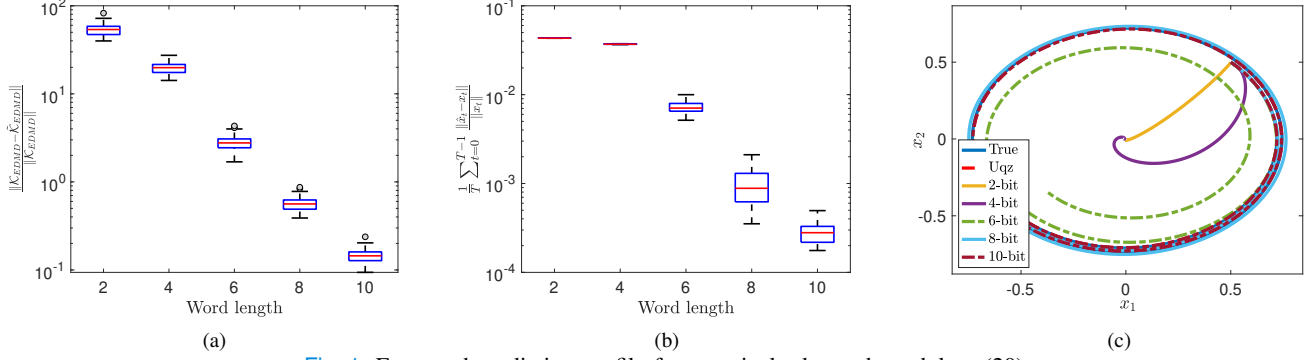 10^2
10^1
10^0
10^-1
2 4 6 8 10
Word length
‖𝒦_EDMD − 𝒦̃_EDMD‖ / ‖𝒦_EDMD‖
(a)
10^-1
10^-2
10^-3
10^-4
2 4 6 8 10
Word length
1/T ∑_{t=0}^{T−1} ‖x̂_t − x_t‖ / ‖x_t‖
(b)
0.5
0
-0.5
x_2
True
Uqz
2-bit
4-bit
6-bit
8-bit
10-bit
-0.5 0 0.5
x_1
(c)